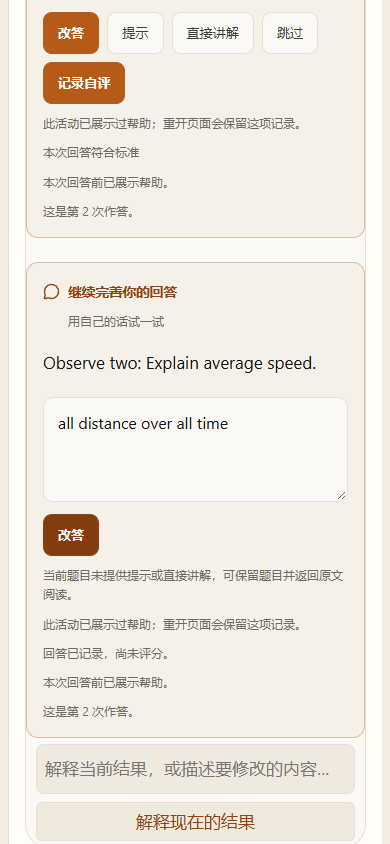 改答 提示 直接讲解 跳过
记录自评
此活动已展示过帮助；重开页面会保留这项记录。
本次回答符合标准
本次回答前已展示帮助。
这是第 2 次作答。
继续完善你的回答
用自己的话试一试
Observe two: Explain average speed.
all distance over all time
改答
当前题目未提供提示或直接讲解，可保留题目并返回原文
阅读。
此活动已展示过帮助；重开页面会保留这项记录。
回答已记录，尚未评分。
本次回答前已展示帮助。
这是第 2 次作答。
解释当前结果，或描述要修改的内容...
解释现在的结果